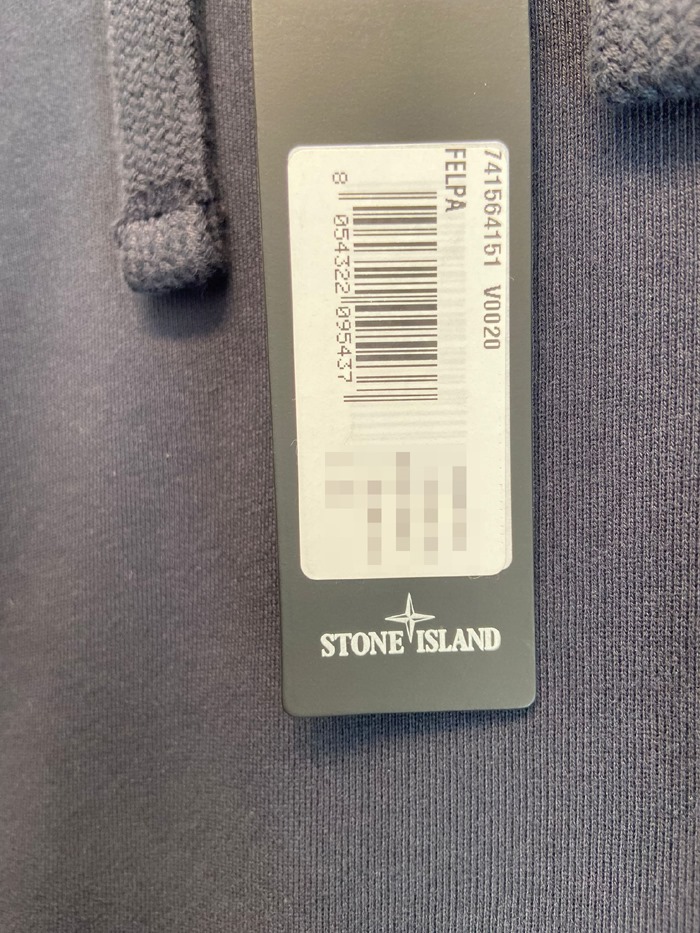 741564151 V0020
FELPA
8 054322 095437
STONE ISLAND